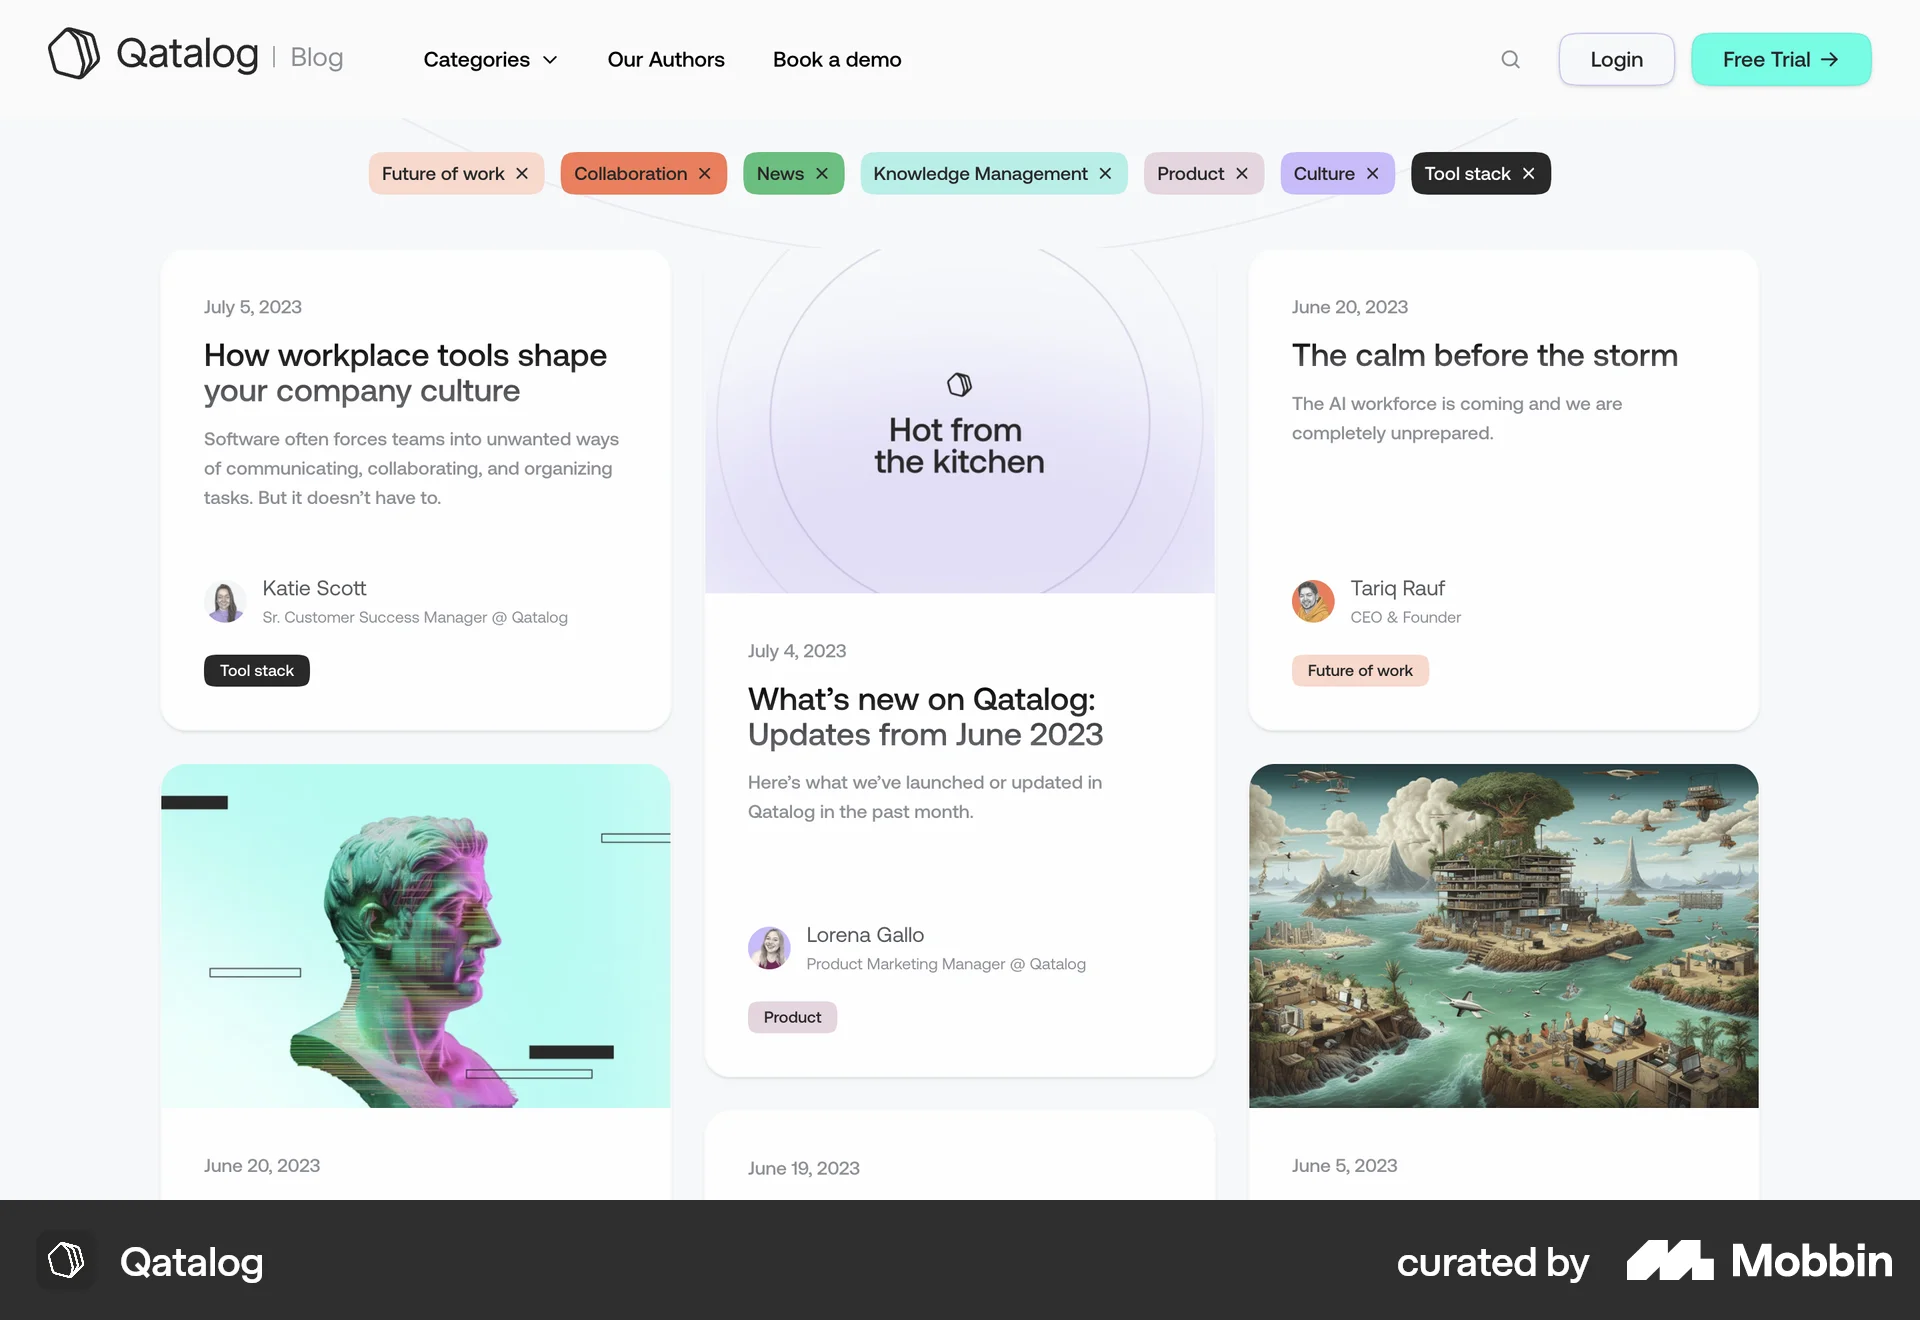 Qatalog | Blog
Categories
Our Authors
Book a demo
Login
Free Trial →
Future of work ×
Collaboration ×
News ×
Knowledge Management ×
Product ×
Culture ×
Tool stack ×
July 5, 2023
How workplace tools shape
your company culture
Software often forces teams into unwanted ways
of communicating, collaborating, and organizing
tasks. But it doesn’t have to.
Katie Scott
Sr. Customer Success Manager @ Qatalog
Tool stack
Hot from
the kitchen
July 4, 2023
What’s new on Qatalog:
Updates from June 2023
Here’s what we’ve launched or updated in
Qatalog in the past month.
Lorena Gallo
Product Marketing Manager @ Qatalog
Product
June 20, 2023
The calm before the storm
The AI workforce is coming and we are
completely unprepared.
Tariq Rauf
CEO & Founder
Future of work
June 20, 2023
June 19, 2023
June 5, 2023
Qatalog
curated by Mobbin